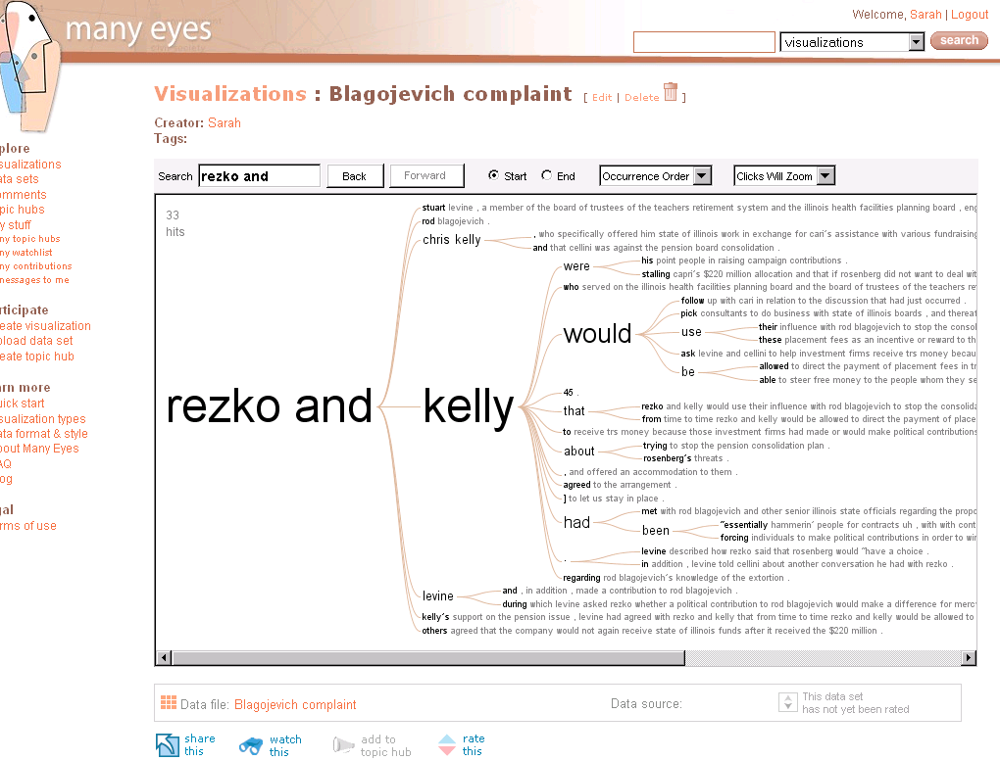 many eyes
Welcome, Sarah | Logout
visualizations
search
Visualizations : Blagojevich complaint [ Edit | Delete ]
Creator: Sarah
Tags:
plore
sualizations
ata sets
omments
pic hubs
y stuff
ny topic hubs
ny watchlist
ny contributions
nessages to me
rticipate
eate visualization
pload data set
eate topic hub
arn more
uick start
sualization types
ata format & style
bout Many Eyes
AQ
og
gal
rms of use
Search rezko and Back Forward Start End Occurrence Order Clicks Will Zoom
33
hits
rezko and
stuart levine , a member of the board of trustees of the teachers retirement system and the illinois health facilities planning board , eng
rod blagojevich .
chris kelly
, who specifically offered him state of illinois work in exchange for cari's assistance with various fundraising
and that cellini was against the pension board consolidation .
kelly
were
his point people in raising campaign contributions .
stalling capri's $220 million allocation and that if rosenberg did not want to deal wit
who served on the illinois health facilities planning board and the board of trustees of the teachers re
would
follow up with cari in relation to the discussion that had just occurred .
pick consultants to do business with state of illinois boards , and thereaf
use
their influence with rod blagojevich to stop the consol
these placement fees as an incentive or reward to th
ask levine and cellini to help investment firms receive trs money becau
be
allowed to direct the payment of placement fees in tr
able to steer free money to the people whom they se
45 .
that
rezko and kelly would use their influence with rod blagojevich to stop the consolida
from time to time rezko and kelly would be allowed to direct the payment of place
to receive trs money because those investment firms had made or would make political contributions
about
trying to stop the pension consolidation plan .
rosenberg's threats .
, and offered an accommodation to them .
agreed to the arrangement .
] to let us stay in place .
had
met with rod blagojevich and other senior illinois state officials regarding the propo
been
"essentially hammerin' people for contracts uh , with with cont
forcing individuals to make political contributions in order to wi
.
levine described how rezko said that rosenberg would "have a choice .
in addition , levine told cellini about another conversation he had with rezko .
regarding rod blagojevich's knowledge of the extortion .
levine
and , in addition , made a contribution to rod blagojevich .
during which levine asked rezko whether a political contribution to rod blagojevich would make a difference for mercy
kelly's support on the pension issue , levine had agreed with rezko and kelly that from time to time rezko and kelly would be allowed to
others agreed that the company would not again receive state of illinois funds after it received the $220 million .
Data file: Blagojevich complaint
Data source:
This data set
has not yet been rated
share
this
watch
this
add to
topic hub
rate
this